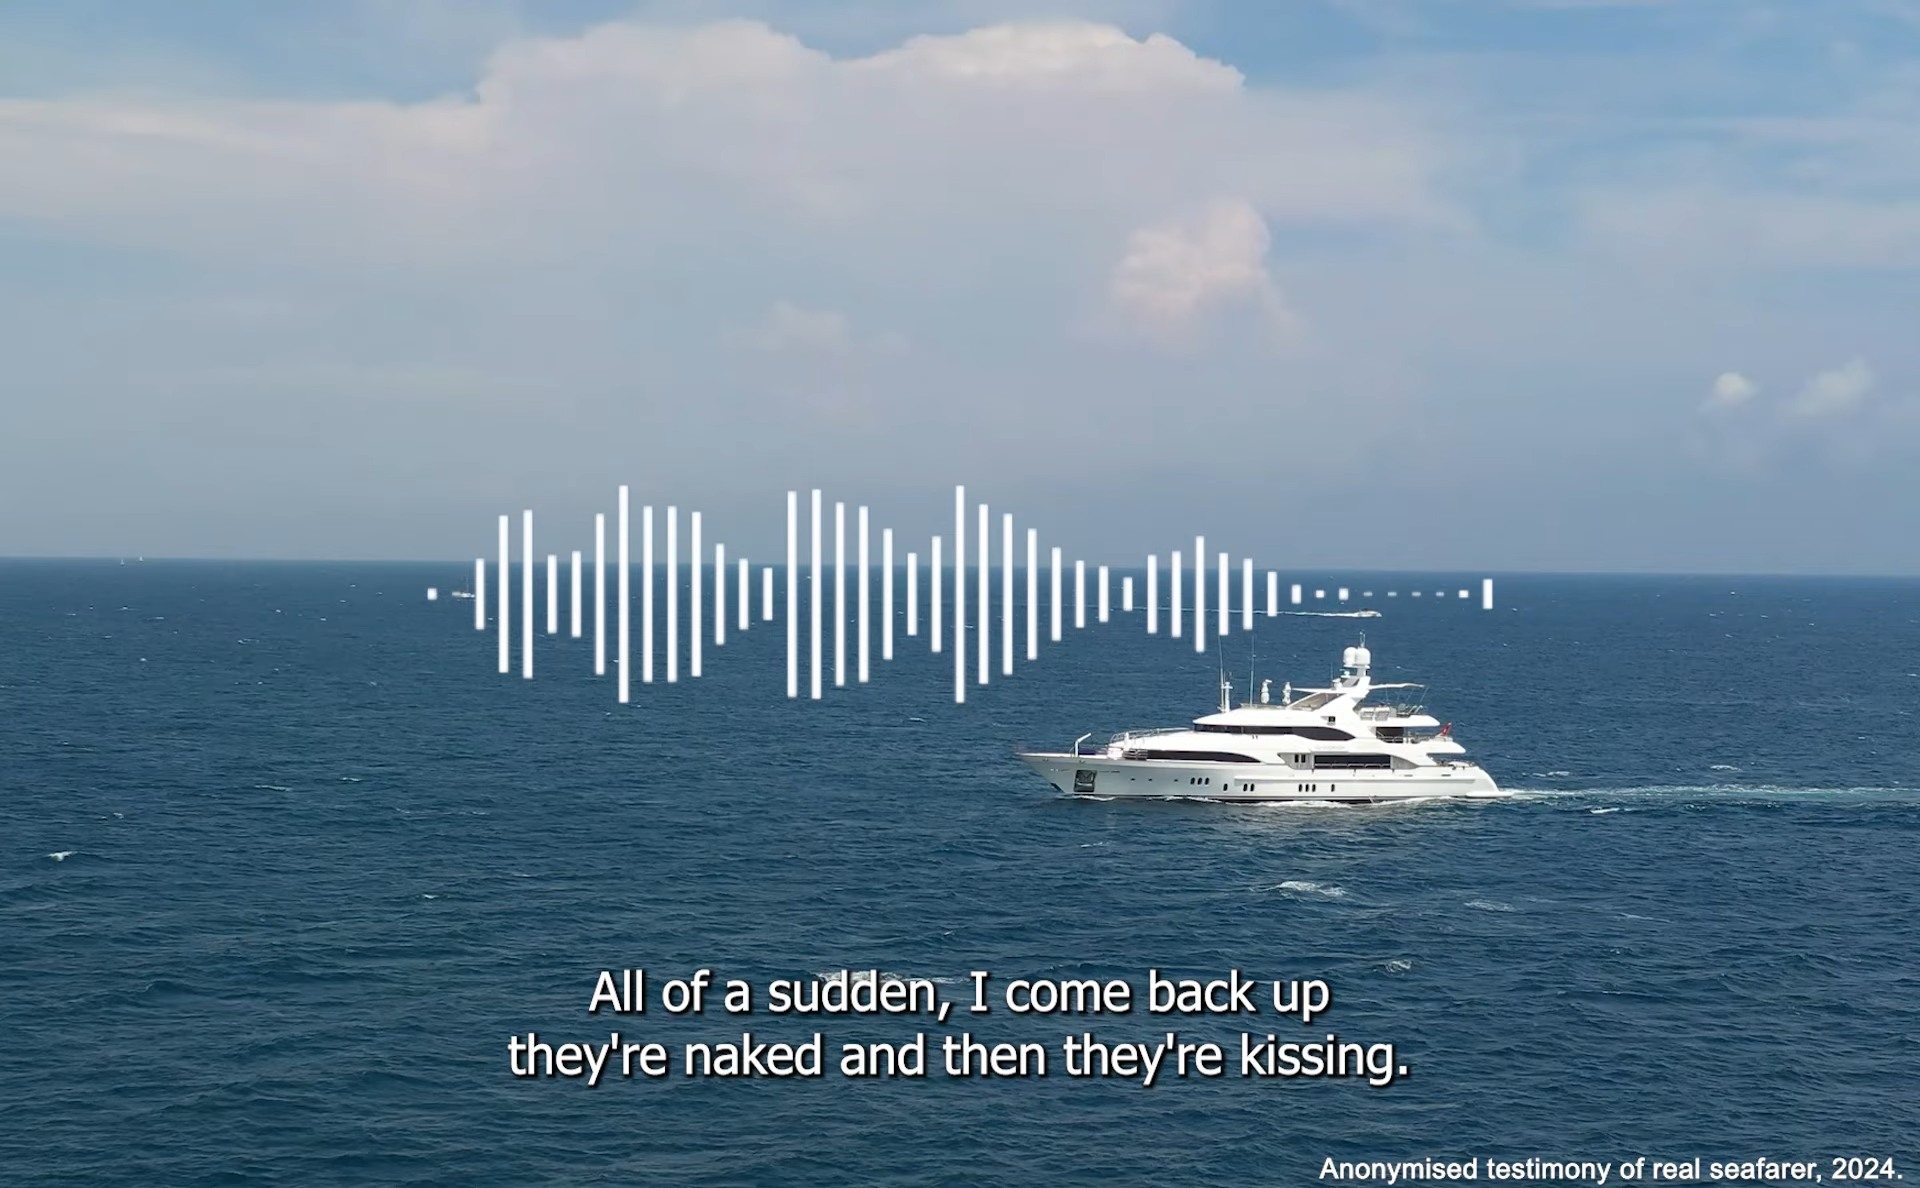 All of a sudden, I come back up
they're naked and then they're kissing.
Anonymised testimony of real seafarer, 2024.